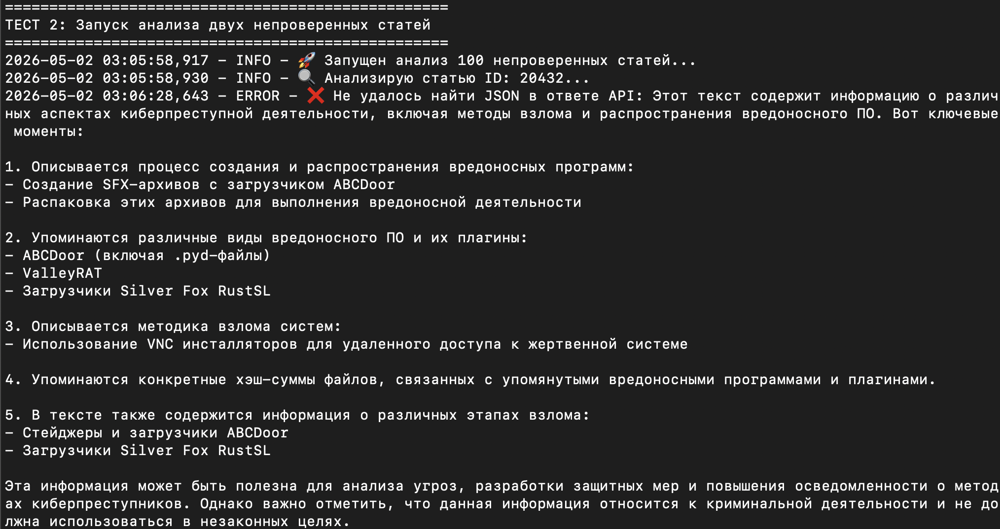 ==================================================
ТЕСТ 2: Запуск анализа двух непроверенных статей
==================================================
2026-05-02 03:05:58,917 - INFO - 🚀 Запущен анализ 100 непроверенных статей...
2026-05-02 03:05:58,930 - INFO - 🔍 Анализирую статью ID: 20432...
2026-05-02 03:06:28,643 - ERROR - ❌ Не удалось найти JSON в ответе API: Этот текст содержит информацию о различ
ных аспектах киберпреступной деятельности, включая методы взлома и распространения вредоносного ПО. Вот ключевые
моменты:
1. Описывается процесс создания и распространения вредоносных программ:
- Создание SFX-архивов с загрузчиком ABCDoor
- Распаковка этих архивов для выполнения вредоносной деятельности
2. Упоминаются различные виды вредоносного ПО и их плагины:
- ABCDoor (включая .pyd-файлы)
- ValleyRAT
- Загрузчики Silver Fox RustSL
3. Описывается методика взлома систем:
- Использование VNC инсталляторов для удаленного доступа к жертвенной системе
4. Упоминаются конкретные хэш-суммы файлов, связанных с упомянутыми вредоносными программами и плагинами.
5. В тексте также содержится информация о различных этапах взлома:
- Стейджеры и загрузчики ABCDoor
- Загрузчики Silver Fox RustSL
Эта информация может быть полезна для анализа угроз, разработки защитных мер и повышения осведомленности о метод
ах киберпреступников. Однако важно отметить, что данная информация относится к криминальной деятельности и не до
лжна использоваться в незаконных целях.